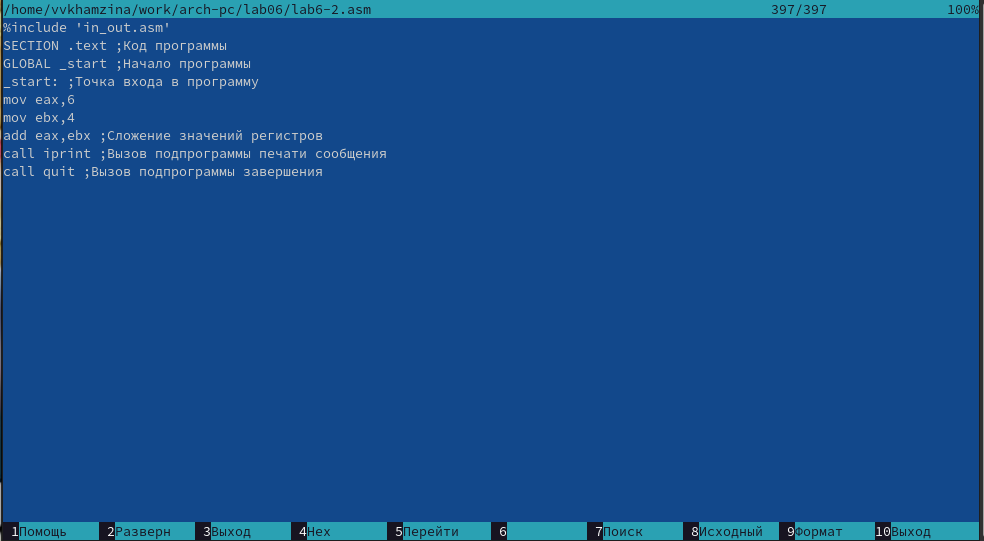 /home/vvkhamzina/work/arch-pc/lab06/lab6-2.asm 397/397 100%
%include 'in_out.asm'
SECTION .text ;Код программы
GLOBAL _start ;Начало программы
_start: ;Точка входа в программу
mov eax,6
mov ebx,4
add eax,ebx ;Сложение значений регистров
call iprint ;Вызов подпрограммы печати сообщения
call quit ;Вызов подпрограммы завершения
1Помощь 2Разверн 3Выход 4Hex 5Перейти 6 7Поиск 8Исходный 9Формат 10Выход